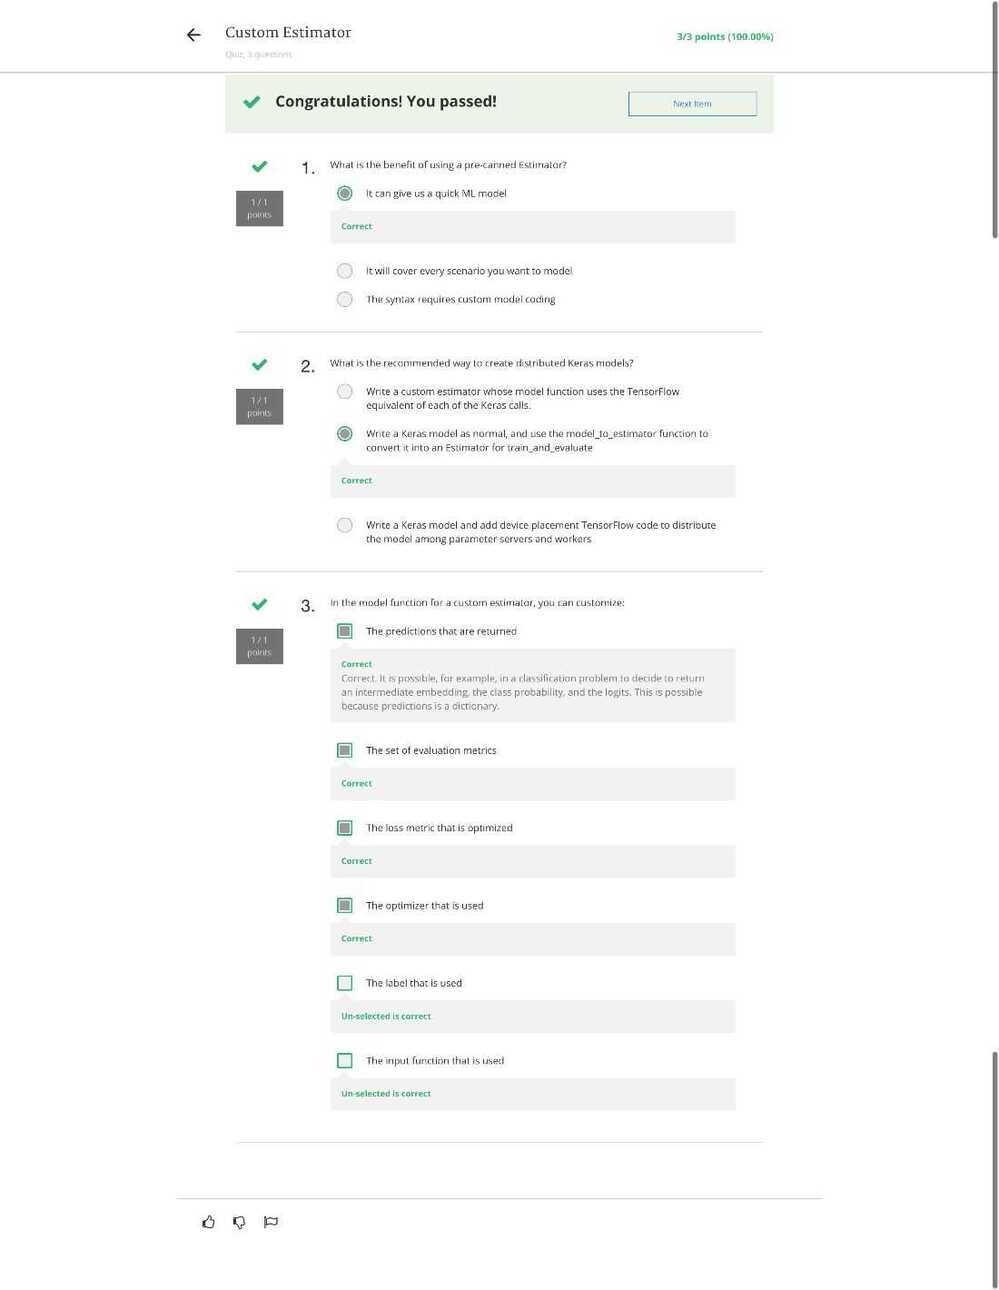 Custom Estimator
3/3 points (100.00%)
Quiz, 3 questions
Congratulations! You passed!
Next Item
1.
What is the benefit of using a pre-canned Estimator?
1 / 1
points
It can give us a quick ML model
Correct
It will cover every scenario you want to model
The syntax requires custom model coding
2.
What is the recommended way to create distributed Keras models?
1 / 1
points
Write a custom estimator whose model function uses the TensorFlow
equivalent of each of the Keras calls.
Write a Keras model as normal, and use the model_to_estimator function to
convert it into an Estimator for train_and_evaluate
Correct
Write a Keras model and add device placement TensorFlow code to distribute
the model among parameter servers and workers
3.
In the model function for a custom estimator, you can customize:
1 / 1
points
The predictions that are returned
Correct
Correct. It is possible, for example, in a classification problem to decide to return
an intermediate embedding, the class probability, and the logits. This is possible
because predictions is a dictionary.
The set of evaluation metrics
Correct
The loss metric that is optimized
Correct
The optimizer that is used
Correct
The label that is used
Un-selected is correct
The input function that is used
Un-selected is correct